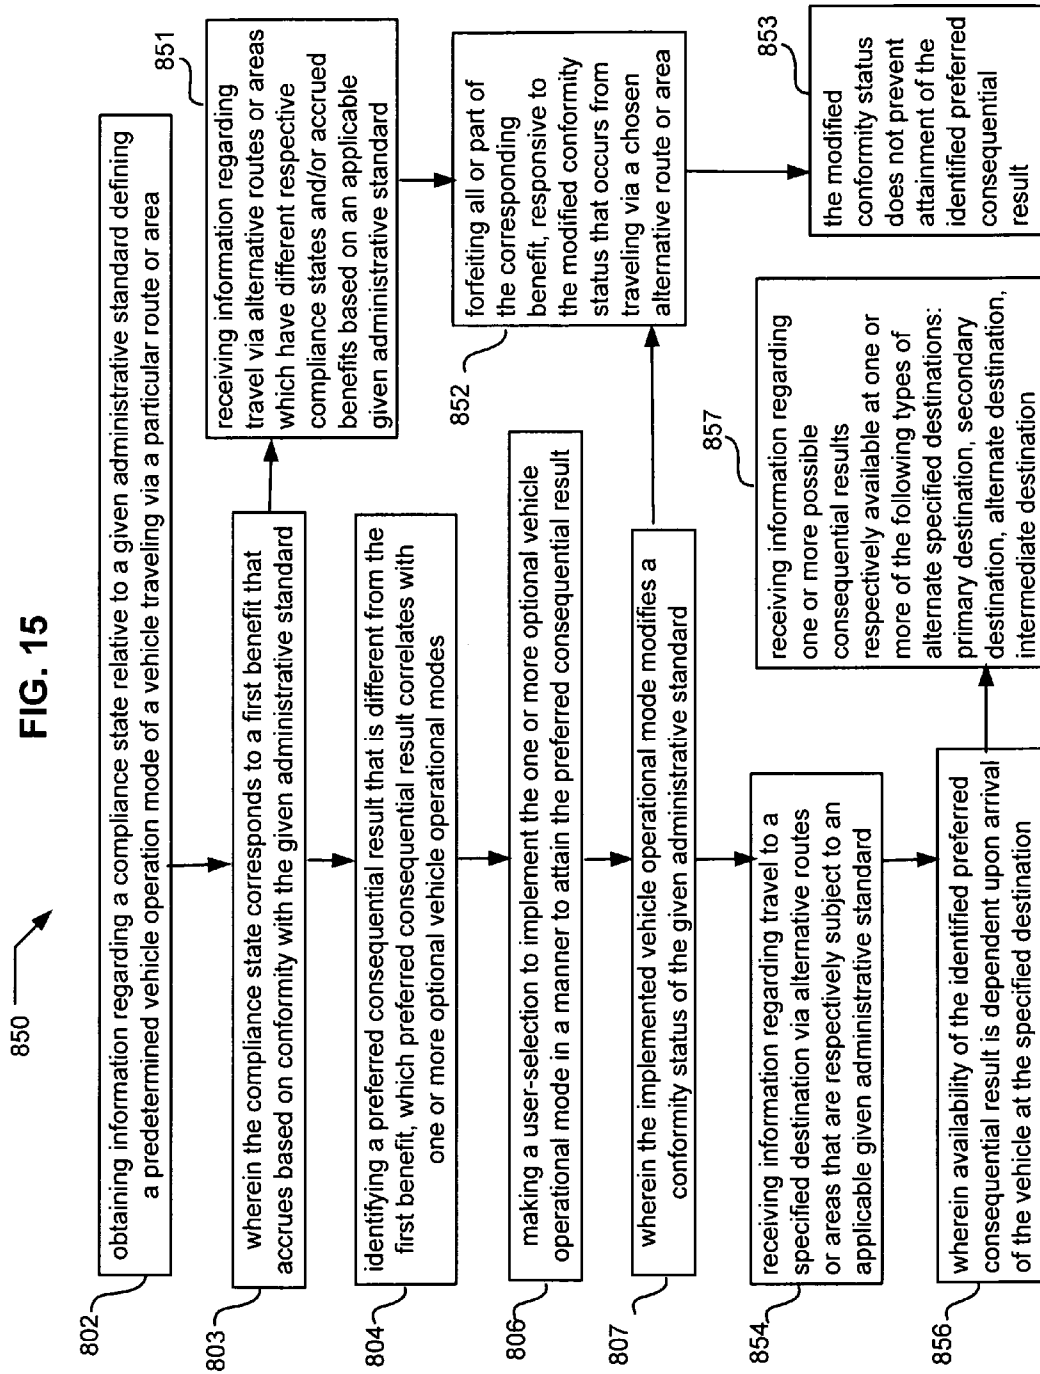 FIG. 15
850
802
obtaining information regarding a compliance state relative to a given administrative standard defining
a predetermined vehicle operation mode of a vehicle traveling via a particular route or area
803
wherein the compliance state corresponds to a first benefit that
accrues based on conformity with the given administrative standard
851
receiving information regarding
travel via alternative routes or areas
which have different respective
compliance states and/or accrued
benefits based on an applicable
given administrative standard
804
identifying a preferred consequential result that is different from the
first benefit, which preferred consequential result correlates with
one or more optional vehicle operational modes
852
forfeiting all or part of
the corresponding
benefit, responsive to
the modified conformity
status that occurs from
traveling via a chosen
alternative route or area
806
making a user-selection to implement the one or more optional vehicle
operational mode in a manner to attain the preferred consequential result
807
wherein the implemented vehicle operational mode modifies a
conformity status of the given administrative standard
853
the modified
conformity status
does not prevent
attainment of the
identified preferred
consequential
result
854
receiving information regarding travel to a
specified destination via alternative routes
or areas that are respectively subject to an
applicable given administrative standard
857
receiving information regarding
one or more possible
consequential results
respectively available at one or
more of the following types of
alternate specified destinations:
primary destination, secondary
destination, alternate destination,
intermediate destination
856
wherein availability of the identified preferred
consequential result is dependent upon arrival
of the vehicle at the specified destination